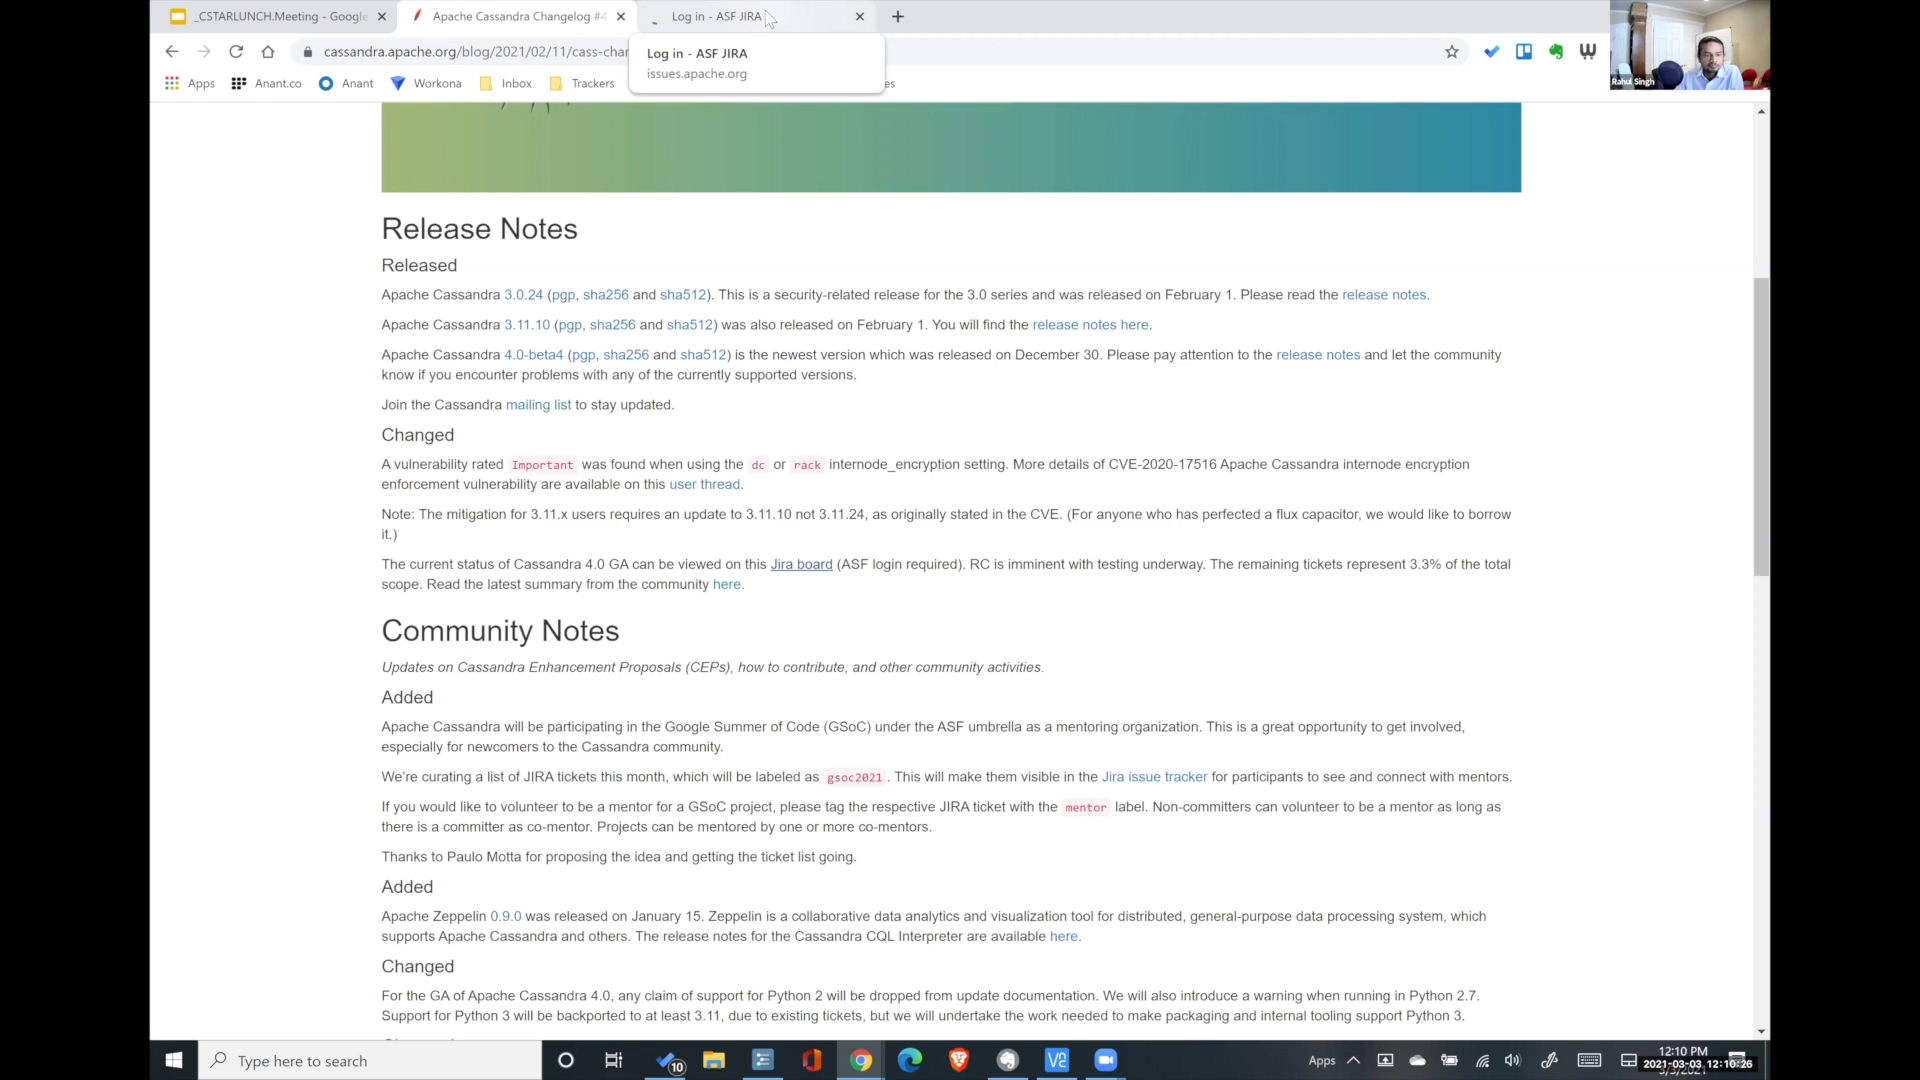 _CSTARLUNCH.Meeting - Google
Apache Cassandra Changelog #4
Log in - ASF JIRA
cassandra.apache.org/blog/2021/02/11/cass-char
Log in - ASF JIRA
issues.apache.org
Apps
Anant.co
Anant
Workona
Inbox
Trackers
es
Rahul Singh
Release Notes
Released
Apache Cassandra 3.0.24 (pgp, sha256 and sha512). This is a security-related release for the 3.0 series and was released on February 1. Please read the release notes.
Apache Cassandra 3.11.10 (pgp, sha256 and sha512) was also released on February 1. You will find the release notes here.
Apache Cassandra 4.0-beta4 (pgp, sha256 and sha512) is the newest version which was released on December 30. Please pay attention to the release notes and let the community
know if you encounter problems with any of the currently supported versions.
Join the Cassandra mailing list to stay updated.
Changed
A vulnerability rated Important was found when using the dc or rack internode_encryption setting. More details of CVE-2020-17516 Apache Cassandra internode encryption
enforcement vulnerability are available on this user thread.
Note: The mitigation for 3.11.x users requires an update to 3.11.10 not 3.11.24, as originally stated in the CVE. (For anyone who has perfected a flux capacitor, we would like to borrow
it.)
The current status of Cassandra 4.0 GA can be viewed on this Jira board (ASF login required). RC is imminent with testing underway. The remaining tickets represent 3.3% of the total
scope. Read the latest summary from the community here.
Community Notes
Updates on Cassandra Enhancement Proposals (CEPs), how to contribute, and other community activities.
Added
Apache Cassandra will be participating in the Google Summer of Code (GSoC) under the ASF umbrella as a mentoring organization. This is a great opportunity to get involved,
especially for newcomers to the Cassandra community.
We're curating a list of JIRA tickets this month, which will be labeled as gsoc2021. This will make them visible in the Jira issue tracker for participants to see and connect with mentors.
If you would like to volunteer to be a mentor for a GSoC project, please tag the respective JIRA ticket with the mentor label. Non-committers can volunteer to be a mentor as long as
there is a committer as co-mentor. Projects can be mentored by one or more co-mentors.
Thanks to Paulo Motta for proposing the idea and getting the ticket list going.
Added
Apache Zeppelin 0.9.0 was released on January 15. Zeppelin is a collaborative data analytics and visualization tool for distributed, general-purpose data processing system, which
supports Apache Cassandra and others. The release notes for the Cassandra CQL Interpreter are available here.
Changed
For the GA of Apache Cassandra 4.0, any claim of support for Python 2 will be dropped from update documentation. We will also introduce a warning when running in Python 2.7.
Support for Python 3 will be backported to at least 3.11, due to existing tickets, but we will undertake the work needed to make packaging and internal tooling support Python 3.
Type here to search
10
Apps
12:10 PM
2021-03-03 12:10:26